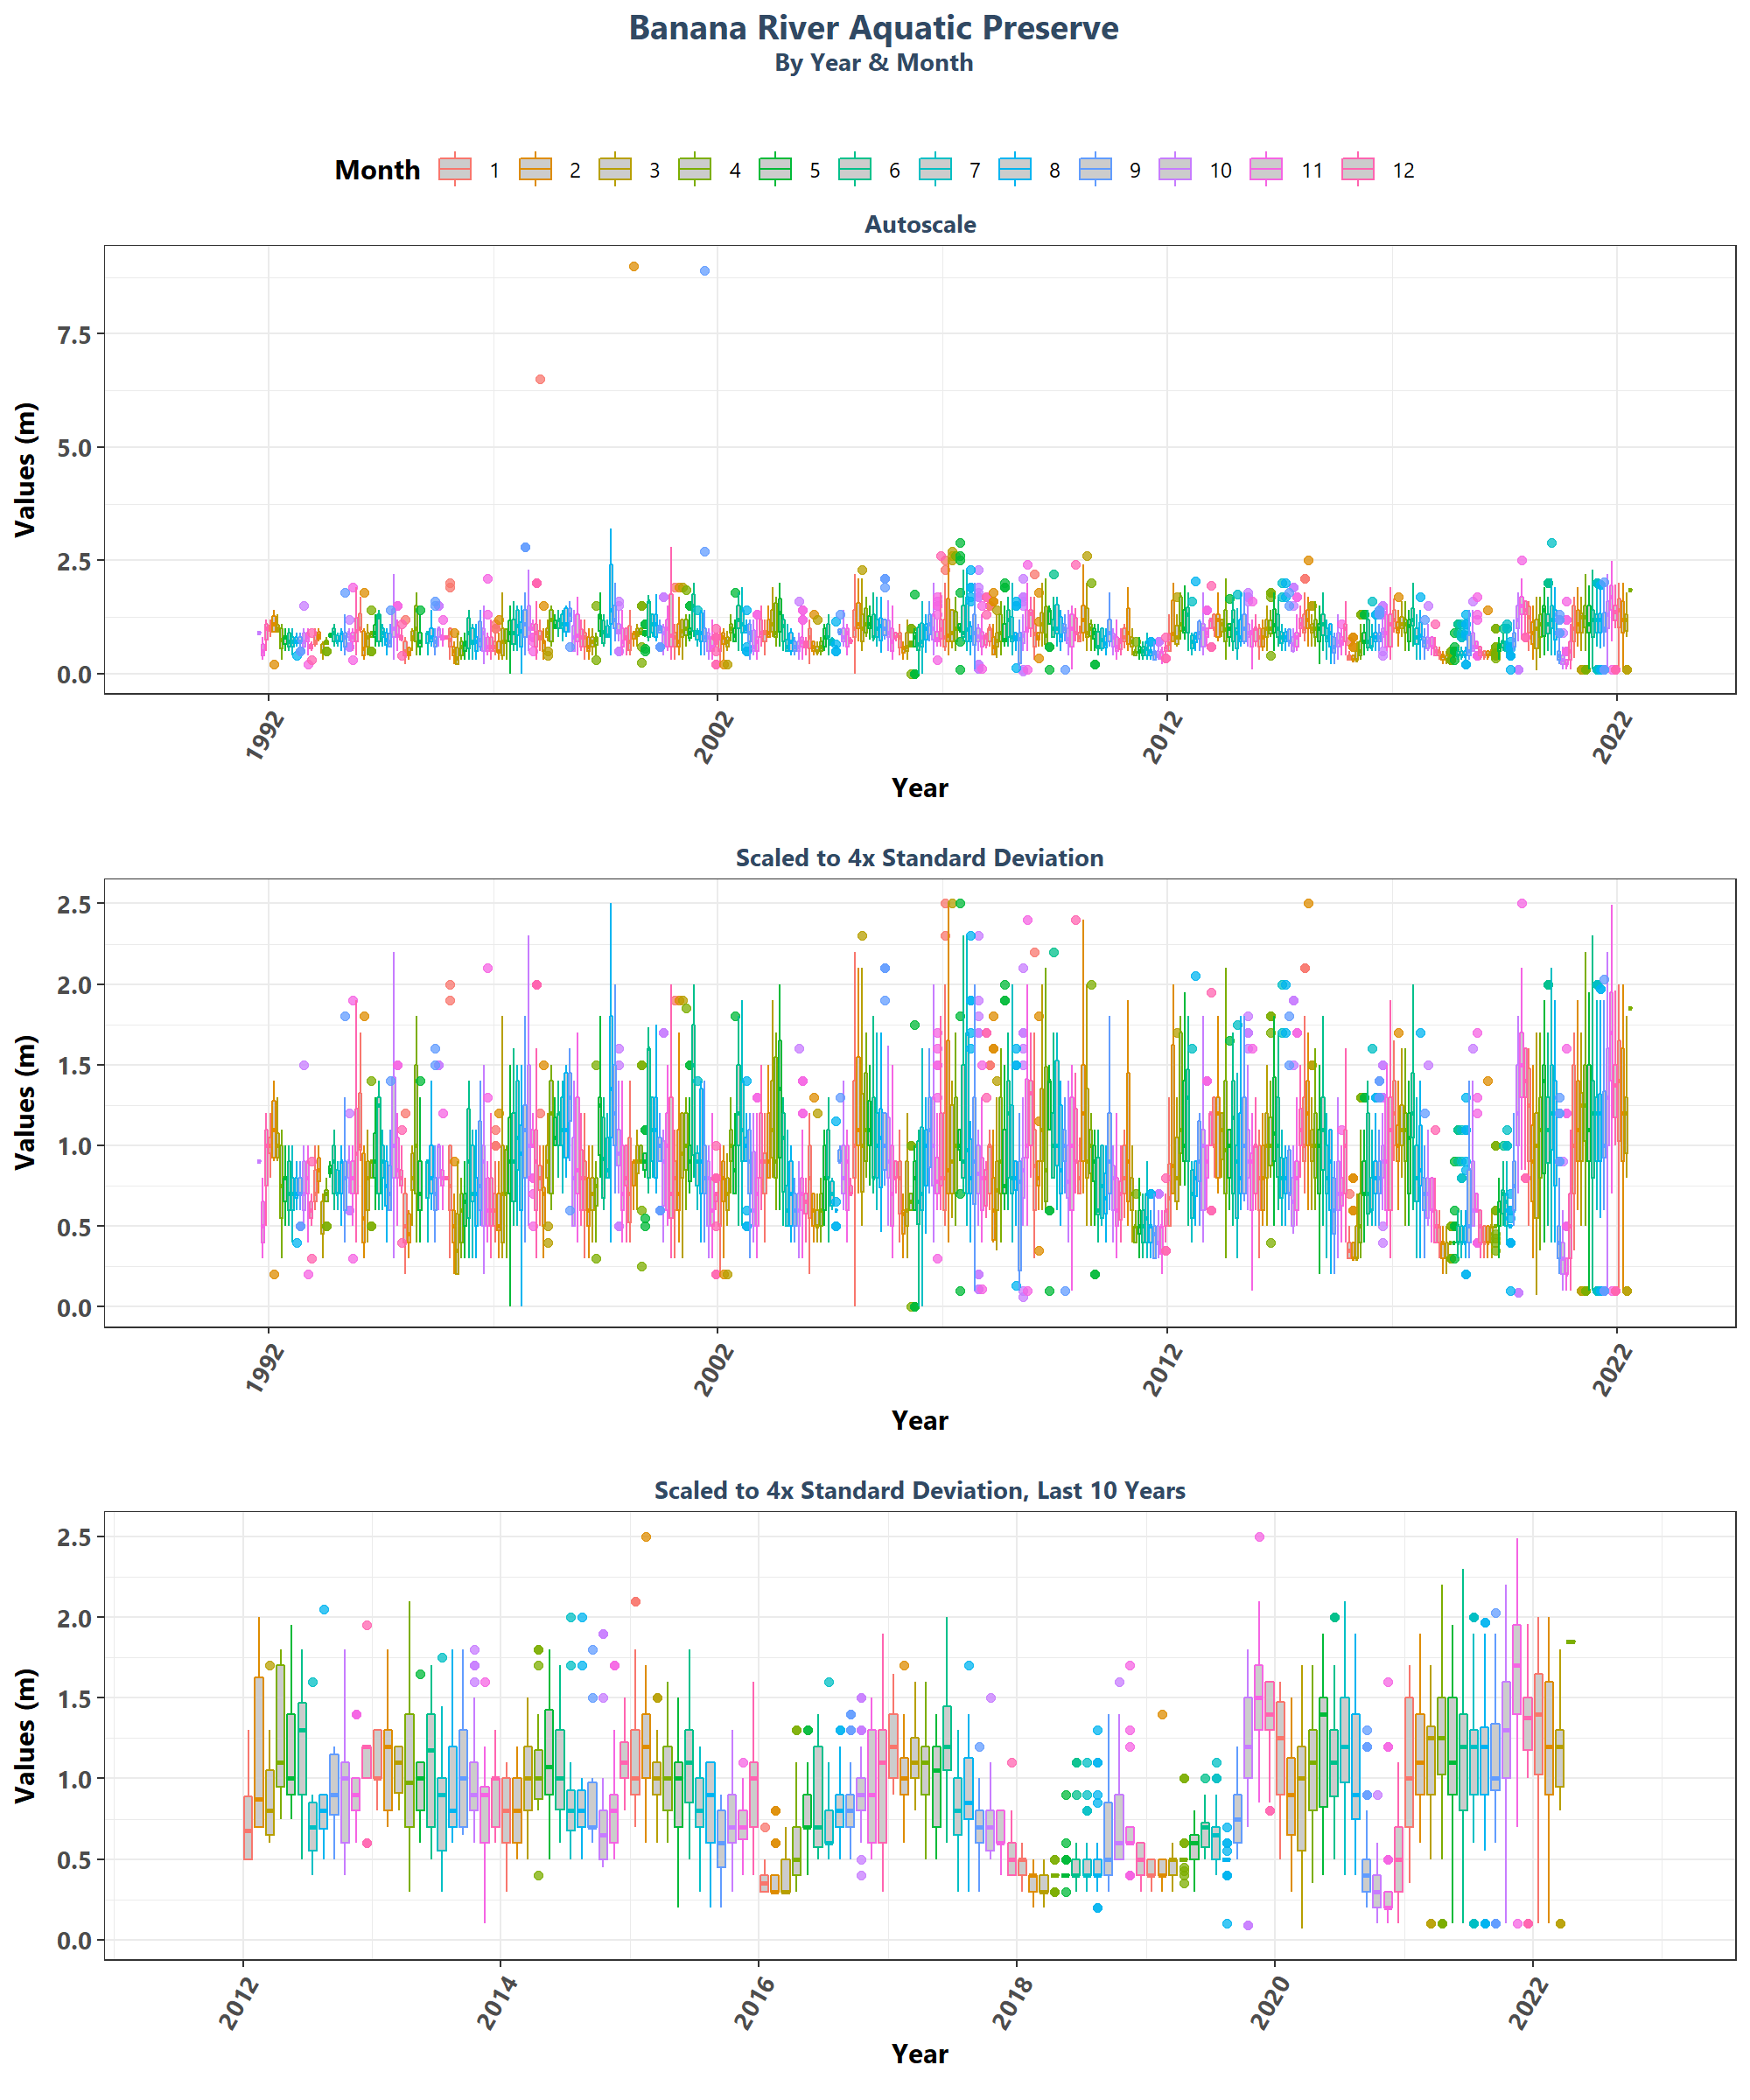 Banana River Aquatic Preserve
By Year & Month
Month 1 2 3 4 5 6 7 8 9 10 11 12
Autoscale
7.5
5.0
2.5
0.0
Values (m)
1992 2002 2012 2022
Year
Scaled to 4x Standard Deviation
2.5
2.0
1.5
1.0
0.5
0.0
Values (m)
1992 2002 2012 2022
Year
Scaled to 4x Standard Deviation, Last 10 Years
2.5
2.0
1.5
1.0
0.5
0.0
Values (m)
2012 2014 2016 2018 2020 2022
Year